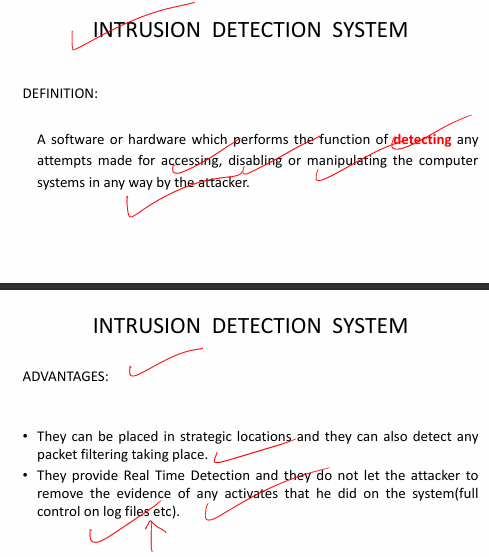 INTRUSION DETECTION SYSTEM
DEFINITION:
A software or hardware which performs the function of detecting any
attempts made for accessing, disabling or manipulating the computer
systems in any way by the attacker.
INTRUSION DETECTION SYSTEM
ADVANTAGES:
• They can be placed in strategic locations and they can also detect any
packet filtering taking place.
• They provide Real Time Detection and they do not let the attacker to
remove the evidence of any activates that he did on the system(full
control on log files etc).